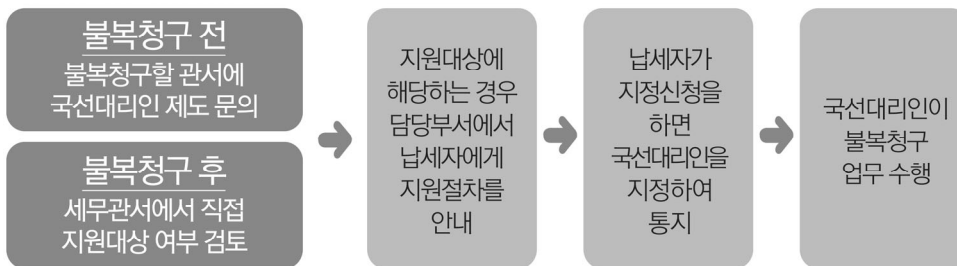 불복청구 전
불복청구할 관서에
국선대리인 제도 문의
불복청구 후
세무관서에서 직접
지원대상 여부 검토
지원대상에
해당하는 경우
담당부서에서
납세자에게
지원절차를
안내
납세자가
지정신청을
하면
국선대리인을
지정하여
통지
국선대리인이
불복청구
업무 수행